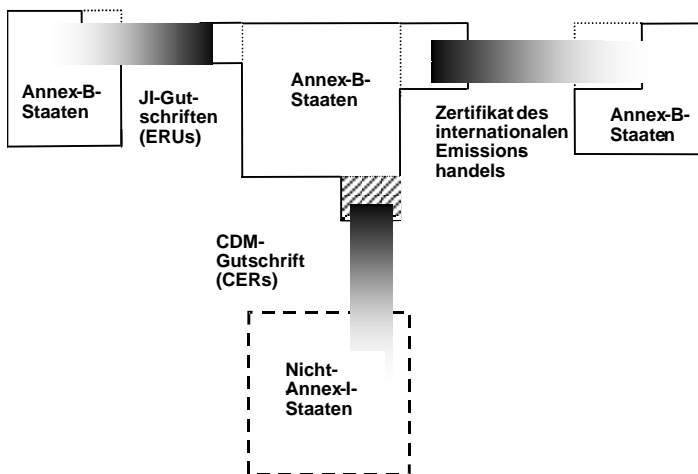 Annex-B-
Staaten
JI-Gut-
schriften
(ERUs)
Annex-B-
Staaten
Zertifikat des
internationalen
Emissions
handels
Annex-B-
Staaten
CDM-
Gutschrift
(CERs)
Nicht-
Annex-I-
Staaten